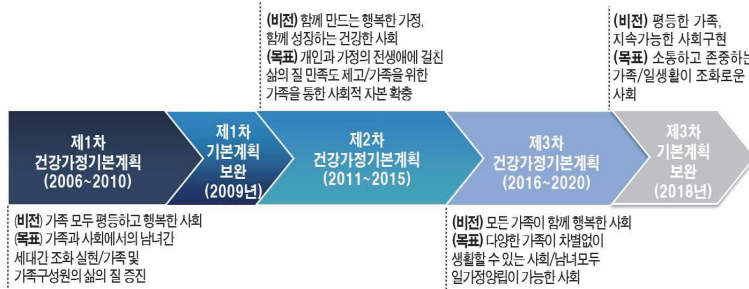 (비전) 함께 만드는 행복한 가정,
함께 성장하는 건강한 사회
(목표) 개인과 가정의 전생애에 걸친
삶의 질 만족도 제고/가족을 위한
가족을 통한 사회적 자본 확충
(비전) 평등한 가족,
지속가능한 사회구현
(목표) 소통하고 존중하는
가족/일생활이 조화로운
사회
제1차
건강가정기본계획
(2006~2010)
제1차
기본계획
보완
(2009년)
제2차
건강가정기본계획
(2011~2015)
제3차
건강가정기본계획
(2016~2020)
제3차
기본계획
보완
(2018년)
(비전) 가족 모두 평등하고 행복한 사회
(목표) 가족과 사회에서의 남녀간
세대간 조화 실현/가족 및
가족구성원의 삶의 질 증진
(비전) 모든 가족이 함께 행복한 사회
(목표) 다양한 가족이 차별없이
생활할 수 있는 사회/남녀모두
일가정양립이 가능한 사회